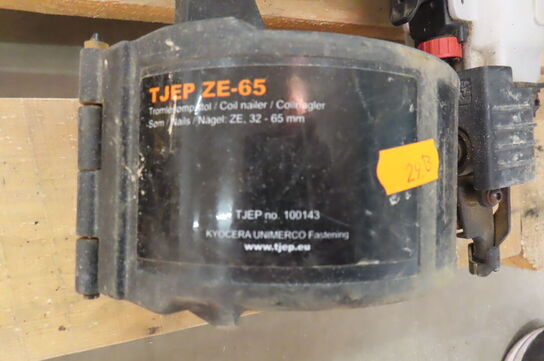 TJEP ZE-65
Tromlesømpistol / Coil nailer / Coilnagler
Søm / Nails / Nägel: ZE, 32 - 65 mm
29.B
TJEP no. 100143
KYOCERA UNIMERCO Fastening
www.tjep.eu